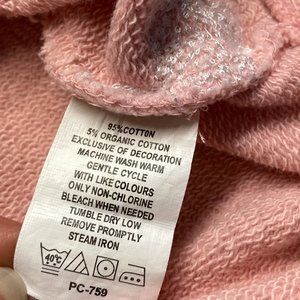 95%COTTON
5% ORGANIC COTTON
EXCLUSIVE OF DECORATION
MACHINE WASH WARM
GENTLE CYCLE
WITH LIKE COLOURS
ONLY NON-CHLORINE
BLEACH WHEN NEEDED
TUMBLE DRY LOW
REMOVE PROMPTLY
STEAM IRON
40°C
PC-759